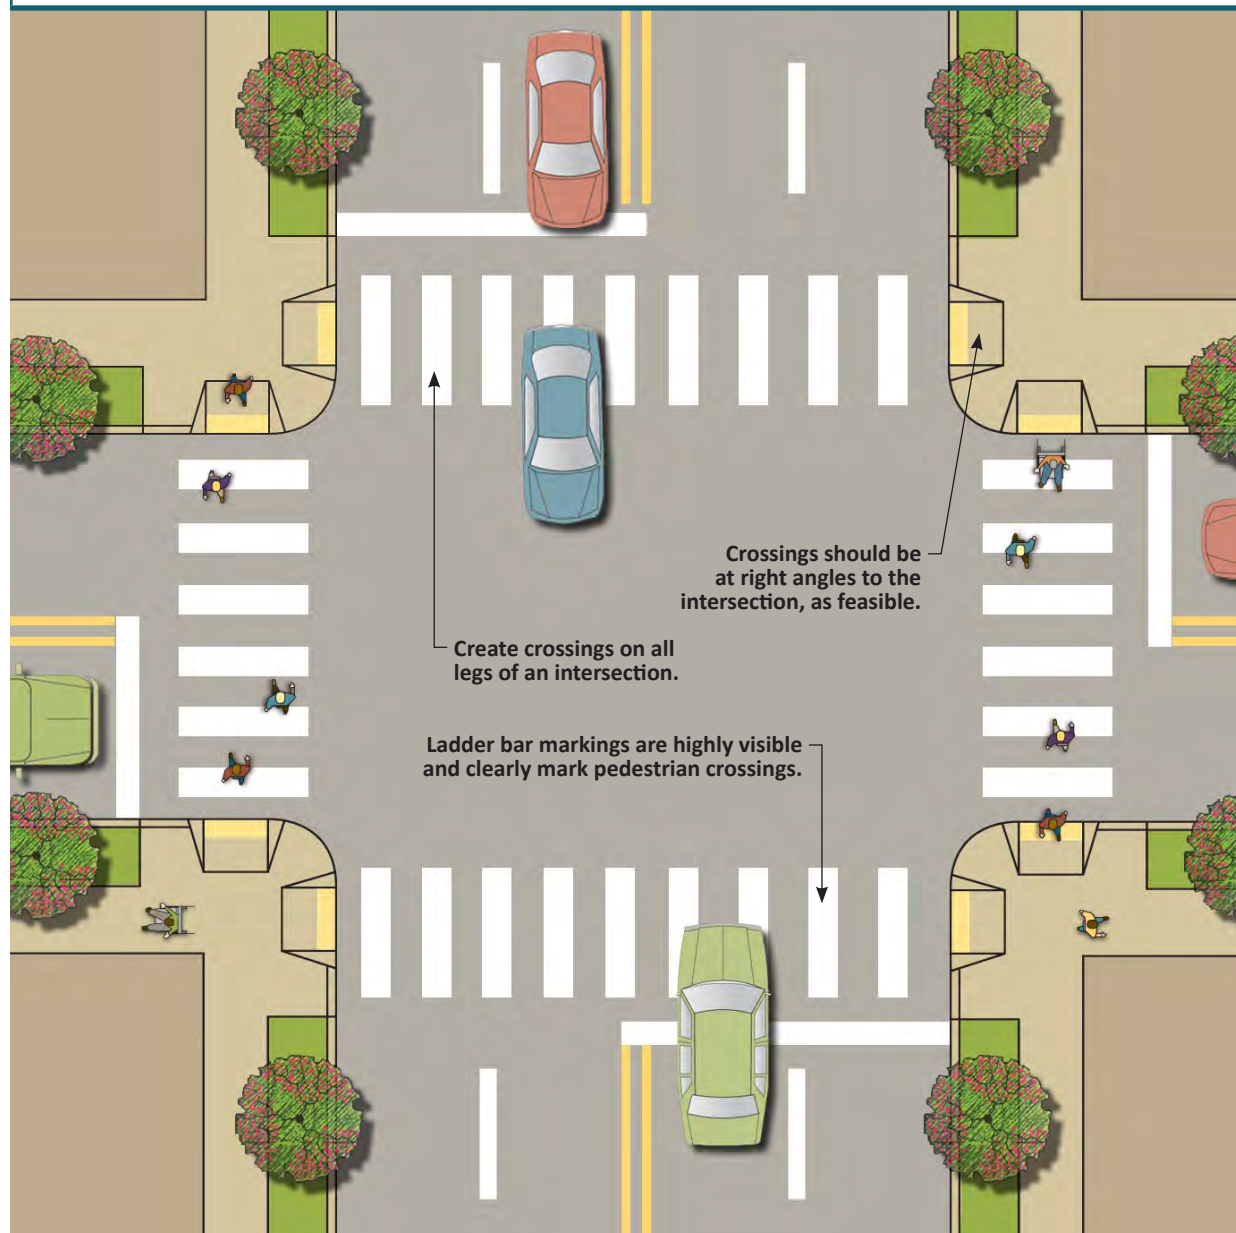 Crossings should be
at right angles to the
intersection, as feasible.
Create crossings on all
legs of an intersection.
Ladder bar markings are highly visible
and clearly mark pedestrian crossings.